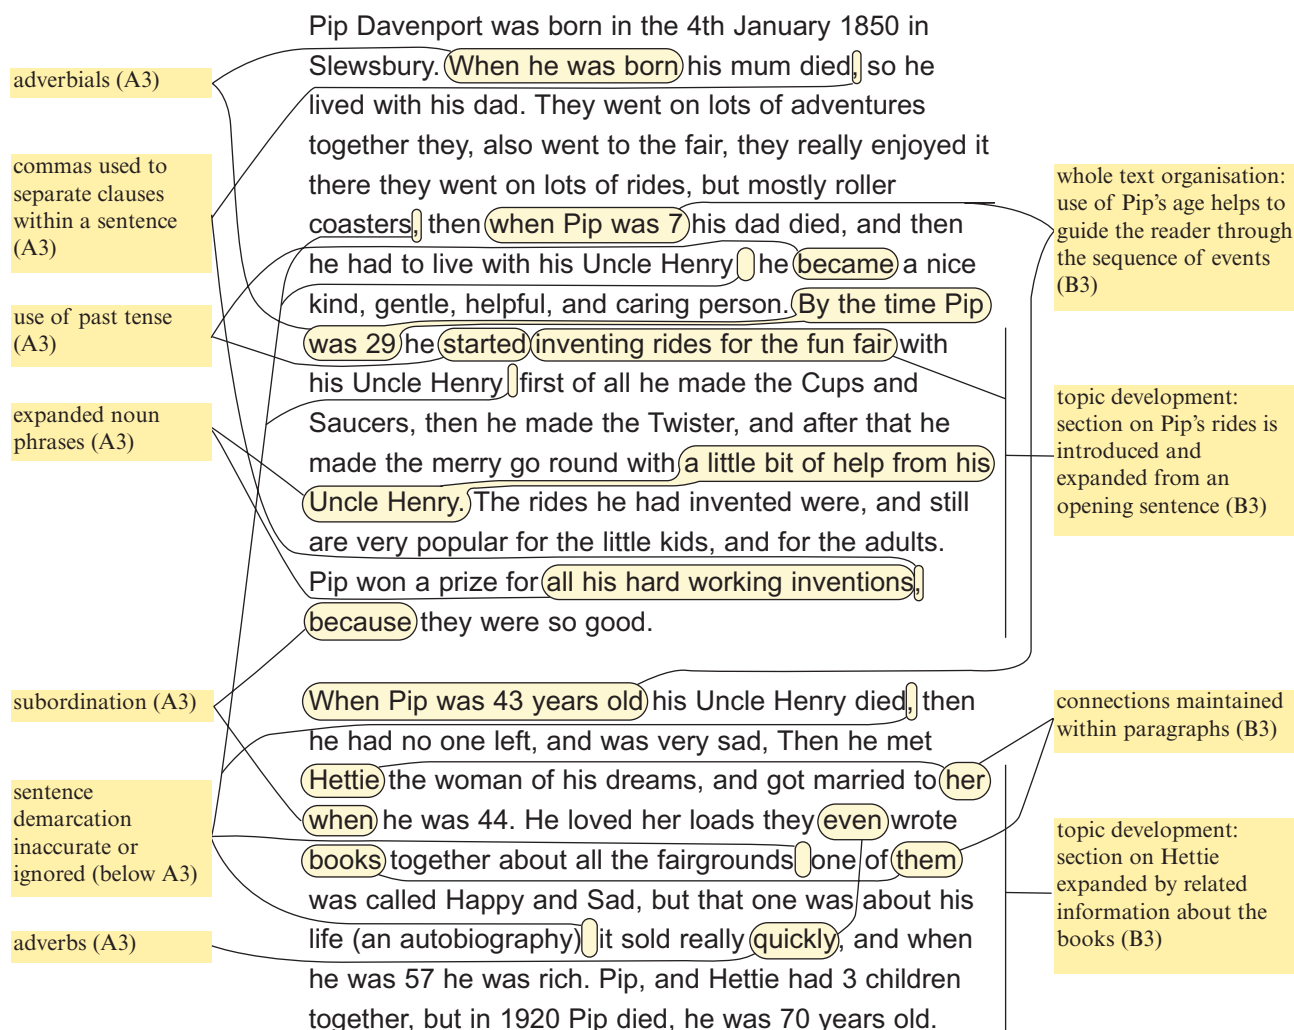 adverbials (A3)
commas used to
separate clauses
within a sentence
(A3)
use of past tense
(A3)
expanded noun
phrases (A3)
subordination (A3)
sentence
demarcation
inaccurate or
ignored (below A3)
adverbs (A3)
Pip Davenport was born in the 4th January 1850 in
Slewsbury. When he was born his mum died, so he
lived with his dad. They went on lots of adventures
together they, also went to the fair, they really enjoyed it
there they went on lots of rides, but mostly roller
coasters, then when Pip was 7 his dad died, and then
he had to live with his Uncle Henry he became a nice
kind, gentle, helpful, and caring person. By the time Pip
was 29 he started inventing rides for the fun fair with
his Uncle Henry first of all he made the Cups and
Saucers, then he made the Twister, and after that he
made the merry go round with a little bit of help from his
Uncle Henry. The rides he had invented were, and still
are very popular for the little kids, and for the adults.
Pip won a prize for all his hard working inventions,
because they were so good.
When Pip was 43 years old his Uncle Henry died, then
he had no one left, and was very sad, Then he met
Hettie the woman of his dreams, and got married to her
when he was 44. He loved her loads they even wrote
books together about all the fairgrounds one of them
was called Happy and Sad, but that one was about his
life (an autobiography) it sold really quickly, and when
he was 57 he was rich. Pip, and Hettie had 3 children
together, but in 1920 Pip died, he was 70 years old.
whole text organisation:
use of Pip's age helps to
guide the reader through
the sequence of events
(B3)
topic development:
section on Pip's rides is
introduced and
expanded from an
opening sentence (B3)
connections maintained
within paragraphs (B3)
topic development:
section on Hettie
expanded by related
information about the
books (B3)